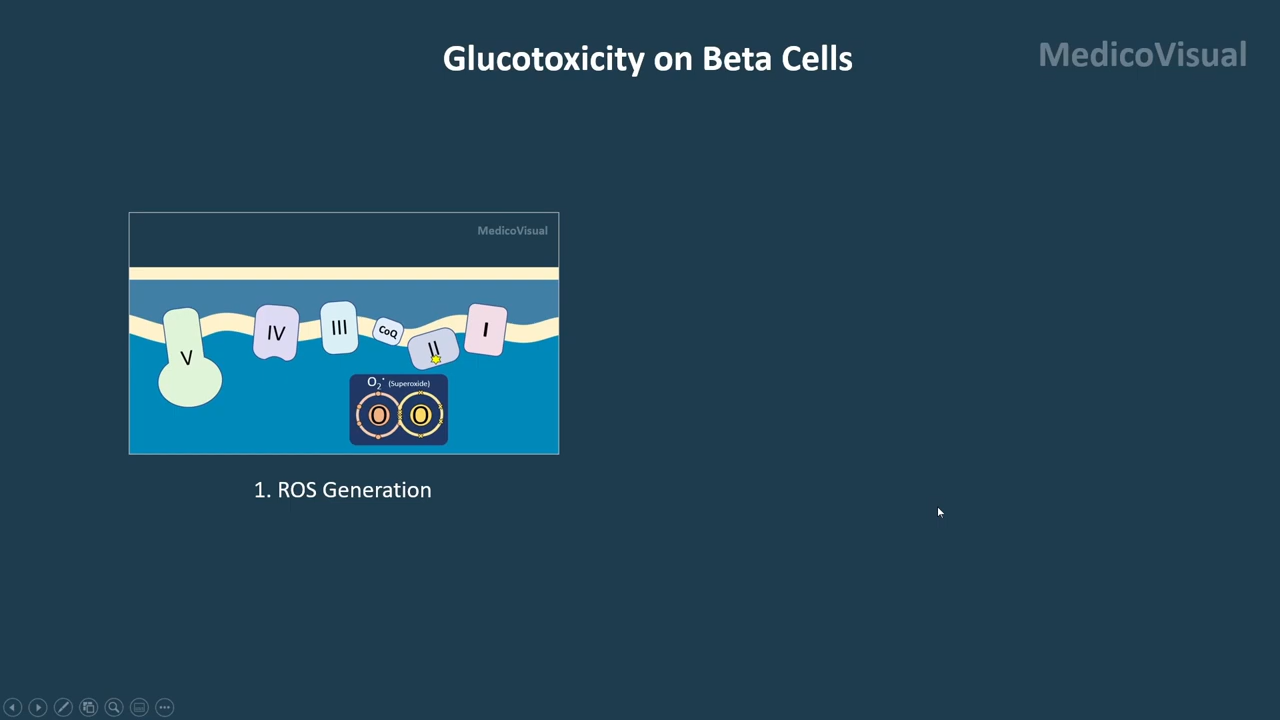 Glucotoxicity on Beta Cells
MedicoVisual
MedicoVisual
V
IV
III
CoQ
II
I
O₂˙ (Superoxide)
O O
1. ROS Generation